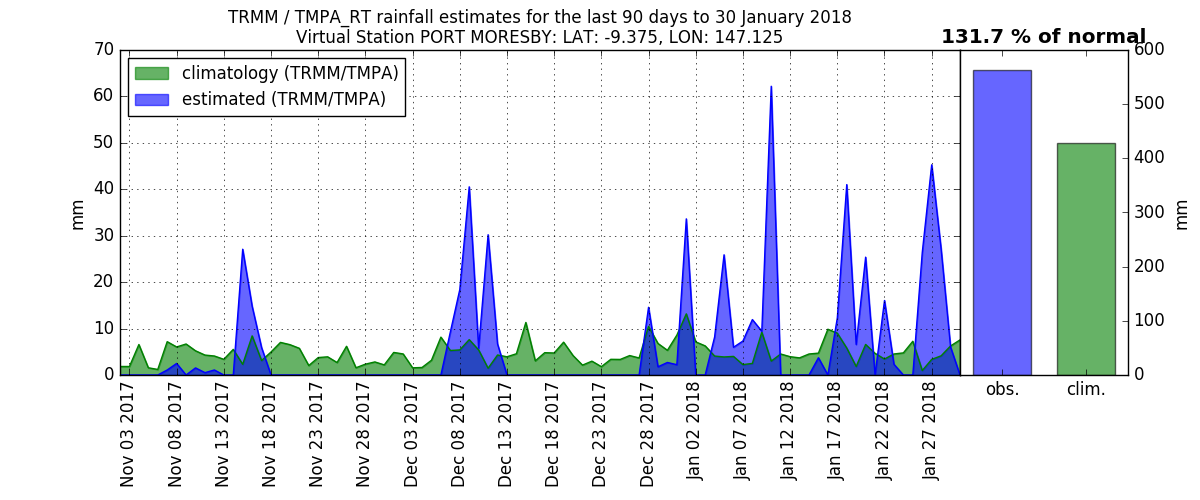 TRMM / TMPA_RT rainfall estimates for the last 90 days to 30 January 2018
Virtual Station PORT MORESBY: LAT: -9.375, LON: 147.125
131.7 % of normal
climatology (TRMM/TMPA)
estimated (TRMM/TMPA)
mm
70
60
50
40
30
20
10
0
Nov 03 2017
Nov 08 2017
Nov 13 2017
Nov 18 2017
Nov 23 2017
Nov 28 2017
Dec 03 2017
Dec 08 2017
Dec 13 2017
Dec 18 2017
Dec 23 2017
Dec 28 2017
Jan 02 2018
Jan 07 2018
Jan 12 2018
Jan 17 2018
Jan 22 2018
Jan 27 2018
obs.
clim.
600
500
400
300
200
100
0
mm